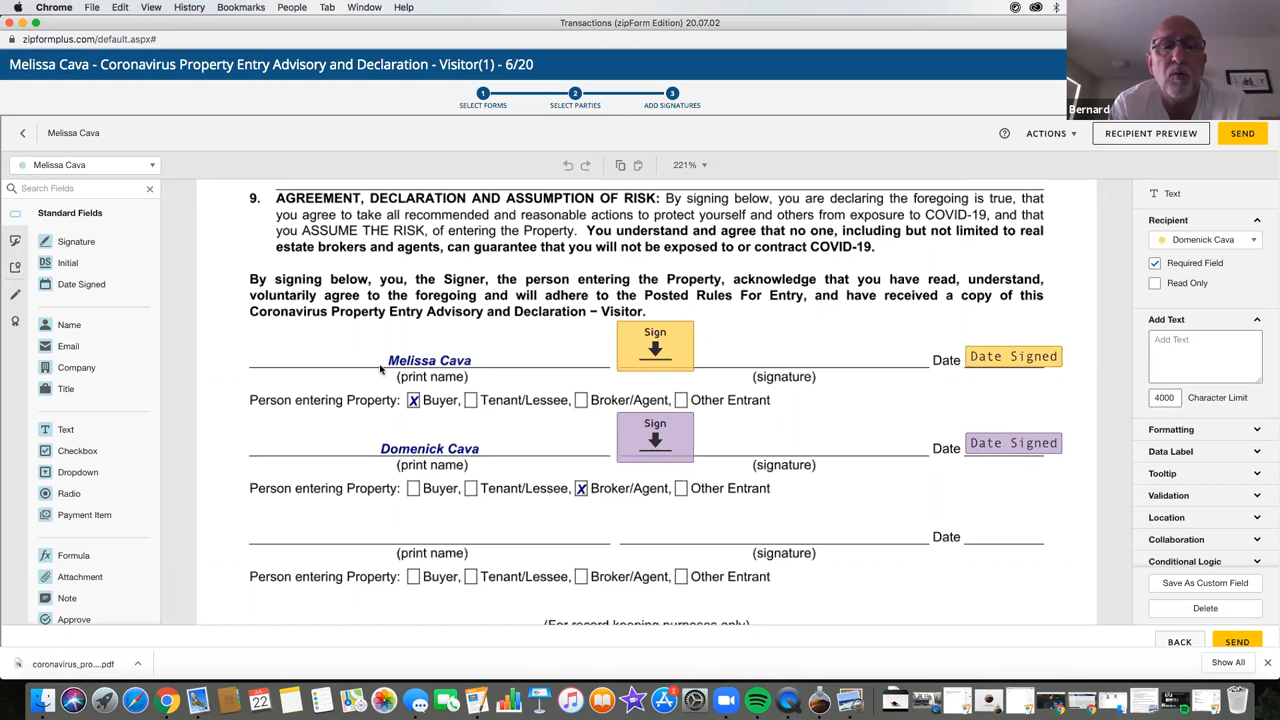 Chrome File Edit View History Bookmarks People Tab Window Help
Transactions (zipForm Edition) 20.07.02
zipformplus.com/default.aspx#
Melissa Cava - Coronavirus Property Entry Advisory and Declaration - Visitor(1) - 6/20
1 2 3
SELECT FORMS SELECT PARTIES ADD SIGNATURES
Bernard
Melissa Cava
ACTIONS RECIPIENT PREVIEW SEND
Melissa Cava
221%
Search Fields
Standard Fields
Signature
DS Initial
Date Signed
Name
Email
Company
Title
Text
Checkbox
Dropdown
Radio
Payment Item
Formula
Attachment
Note
Approve
9. AGREEMENT, DECLARATION AND ASSUMPTION OF RISK: By signing below, you are declaring the foregoing is true, that
you agree to take all recommended and reasonable actions to protect yourself and others from exposure to COVID-19, and that
you ASSUME THE RISK, of entering the Property. You understand and agree that no one, including but not limited to real
estate brokers and agents, can guarantee that you will not be exposed to or contract COVID-19.
By signing below, you, the Signer, the person entering the Property, acknowledge that you have read, understand,
voluntarily agree to the foregoing and will adhere to the Posted Rules For Entry, and have received a copy of this
Coronavirus Property Entry Advisory and Declaration – Visitor.
Melissa Cava Sign Date Date Signed
(print name) (signature)
Person entering Property: X Buyer, Tenant/Lessee, Broker/Agent, Other Entrant
Domenick Cava Sign Date Date Signed
(print name) (signature)
Person entering Property: Buyer, Tenant/Lessee, X Broker/Agent, Other Entrant
Date
(print name) (signature)
Person entering Property: Buyer, Tenant/Lessee, Broker/Agent, Other Entrant
(For record keeping purposes only)
Text
Recipient
Domenick Cava
Required Field
Read Only
Add Text
Add Text
4000 Character Limit
Formatting
Data Label
Tooltip
Validation
Location
Collaboration
Conditional Logic
Save As Custom Field
Delete
BACK SEND
coronavirus_pro....pdf
Show All